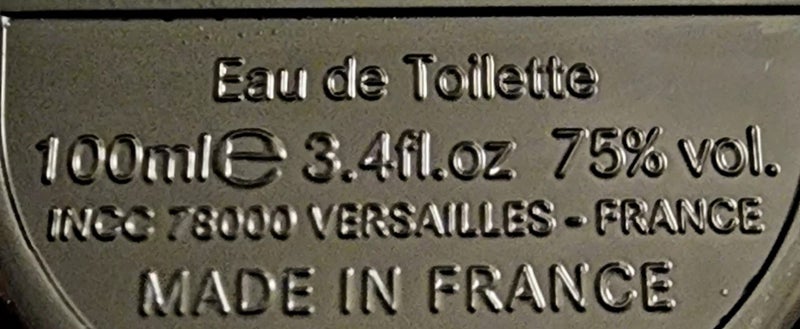 Eau de Toilette
100ml℮ 3.4fl.oz 75% vol.
INCC 78000 VERSAILLES - FRANCE
MADE IN FRANCE